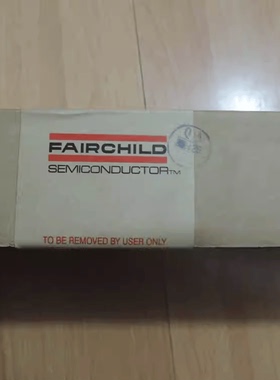 FAIRCHILD
SEMICONDUCTOR™
TO BE REMOVED BY USER ONLY